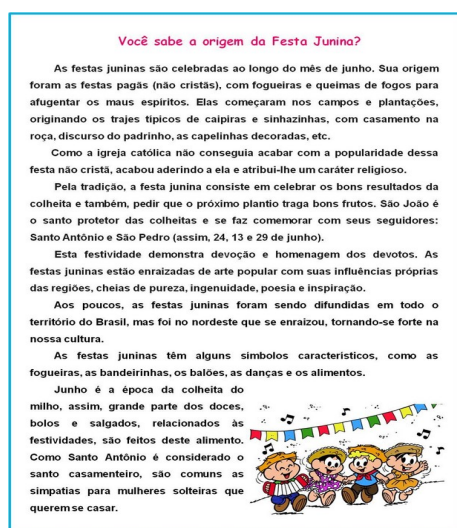 Você sabe a origem da Festa Junina?
As festas juninas são celebradas ao longo do mês de junho. Sua origem
foram as festas pagãs (não cristãs), com fogueiras e queimas de fogos para
afugentar os maus espiritos. Elas começaram nos campos e plantações,
originando os trajes tipicos de caipiras e sinhazinhas, com casamento na
roça, discurso do padrinho, as capelinhas decoradas, etc.
Como a igreja católica não conseguia acabar com a popularidade dessa
festa não cristã, acabou aderindo a ela e atribui-lhe um caráter religioso.
Pela tradição, a festa junina consiste em celebrar os bons resultados da
colheita e também, pedir que o próximo plantio traga bons frutos. São João é
o santo protetor das colheitas e se faz comemorar com seus seguidores:
Santo Antônio e São Pedro (assim, 24, 13 e 29 de junho).
Esta festividade demonstra devoção e homenagem dos devotos. As
festas juninas estão enraizadas de arte popular com suas influências próprias
das regiões, cheias de pureza, ingenuidade, poesia e inspiração.
Aos poucos, as festas juninas foram sendo difundidas em todo o
território do Brasil, mas foi no nordeste que se enraizou, tornando-se forte na
nossa cultura.
As festas juninas têm alguns simbolos caracteristicos, como as
fogueiras, as bandeirinhas, os balões, as danças e os alimentos.
Junho é a época da colheita do
milho, assim, grande parte dos doces,
bolos e salgados, relacionados às
festividades, são feitos deste alimento.
Como Santo Antônio é considerado o
santo casamenteiro, são comuns as
simpatias para mulheres solteiras que
querem se casar.